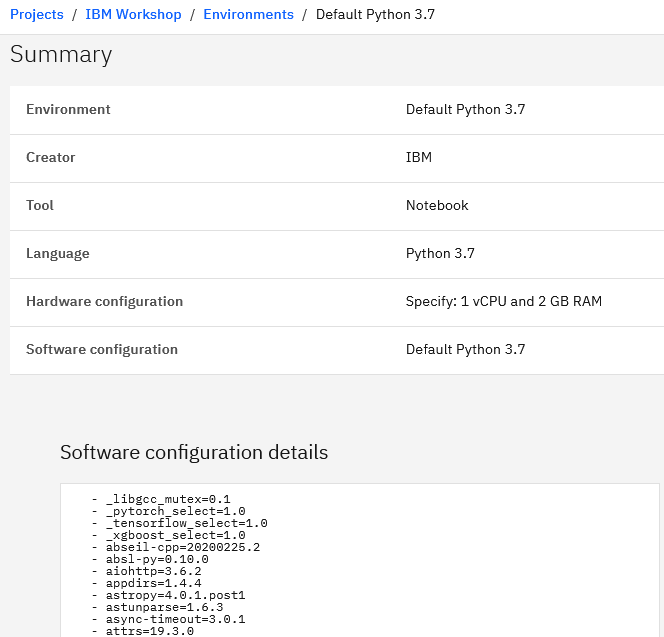 Projects / IBM Workshop / Environments / Default Python 3.7
Summary
Environment Default Python 3.7
Creator IBM
Tool Notebook
Language Python 3.7
Hardware configuration Specify: 1 vCPU and 2 GB RAM
Software configuration Default Python 3.7
Software configuration details
- _libgcc_mutex=0.1
- _pytorch_select=1.0
- _tensorflow_select=1.0
- _xgboost_select=1.0
- abseil-cpp=20200225.2
- absl-py=0.10.0
- aiohttp=3.6.2
- appdirs=1.4.4
- astropy=4.0.1.post1
- astunparse=1.6.3
- async-timeout=3.0.1
- attrs=19.3.0